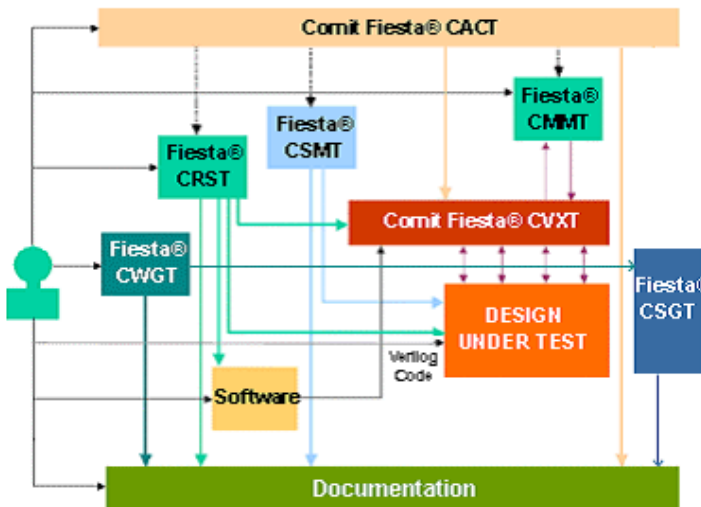 Comit Fiesta® CACT
Fiesta®
CMMT
Fiesta®
CSMT
Fiesta®
CRST
Comit Fiesta® CVXT
Fiesta®
CWGT
Fiesta®
CSGT
DESIGN
UNDER TEST
Verilog
Code
Software
Documentation